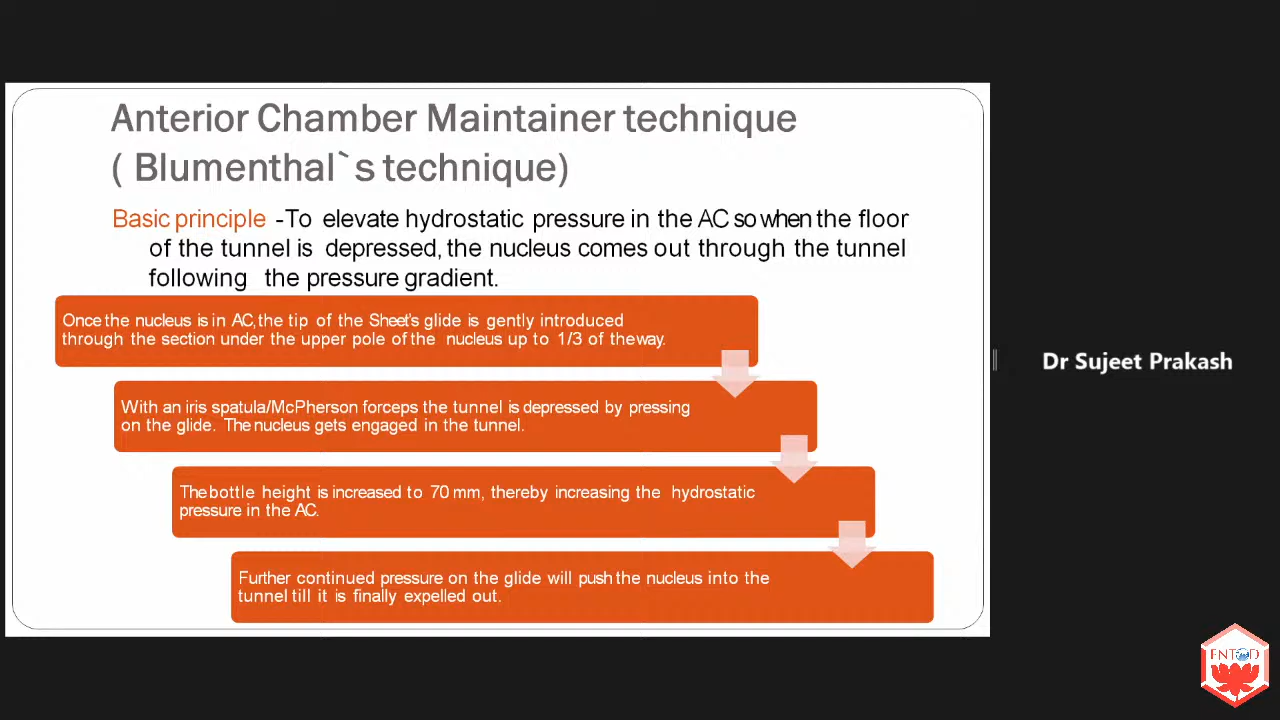 Anterior Chamber Maintainer technique
( Blumenthal`s technique)
Basic principle -To elevate hydrostatic pressure in the AC so when the floor
of the tunnel is depressed, the nucleus comes out through the tunnel
following the pressure gradient.
Once the nucleus is in AC, the tip of the Sheet's glide is gently introduced
through the section under the upper pole of the nucleus up to 1/3 of the way.
With an iris spatula/McPherson forceps the tunnel is depressed by pressing
on the glide. The nucleus gets engaged in the tunnel.
The bottle height is increased to 70 mm, thereby increasing the hydrostatic
pressure in the AC.
Further continued pressure on the glide will push the nucleus into the
tunnel till it is finally expelled out.
Dr Sujeet Prakash
ENTOD